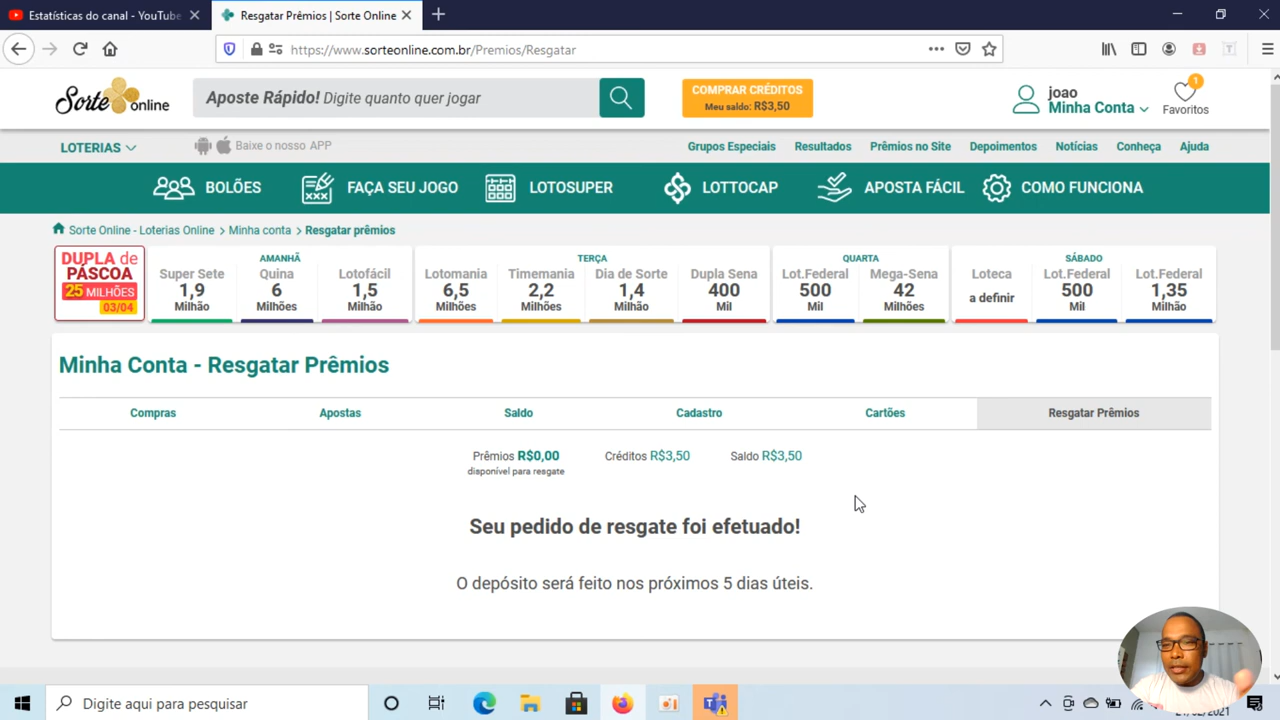 Estatísticas do canal - YouTube
Resgatar Prêmios | Sorte Online
https://www.sorteonline.com.br/Premios/Resgatar
Sorte online
Aposte Rápido! Digite quanto quer jogar
COMPRAR CRÉDITOS
Meu saldo: R$3,50
joao
Minha Conta
1
Favoritos
LOTERIAS
Baixe o nosso APP
Grupos Especiais
Resultados
Prêmios no Site
Depoimentos
Notícias
Conheça
Ajuda
BOLÕES
FAÇA SEU JOGO
LOTOSUPER
LOTTOCAP
APOSTA FÁCIL
COMO FUNCIONA
Sorte Online - Loterias Online > Minha conta > Resgatar prêmios
DUPLA de
PÁSCOA
25 MILHÕES
03/04
AMANHÃ
Super Sete
1,9
Milhão
Quina
6
Milhões
Lotofácil
1,5
Milhão
TERÇA
Lotomania
6,5
Milhões
Timemania
2,2
Milhões
Dia de Sorte
1,4
Milhão
Dupla Sena
400
Mil
QUARTA
Lot.Federal
500
Mil
Mega-Sena
42
Milhões
SÁBADO
Loteca
a definir
Lot.Federal
500
Mil
Lot.Federal
1,35
Milhão
Minha Conta - Resgatar Prêmios
Compras
Apostas
Saldo
Cadastro
Cartões
Resgatar Prêmios
Prêmios R$0,00
disponível para resgate
Créditos R$3,50
Saldo R$3,50
Seu pedido de resgate foi efetuado!
O depósito será feito nos próximos 5 dias úteis.
Digite aqui para pesquisar